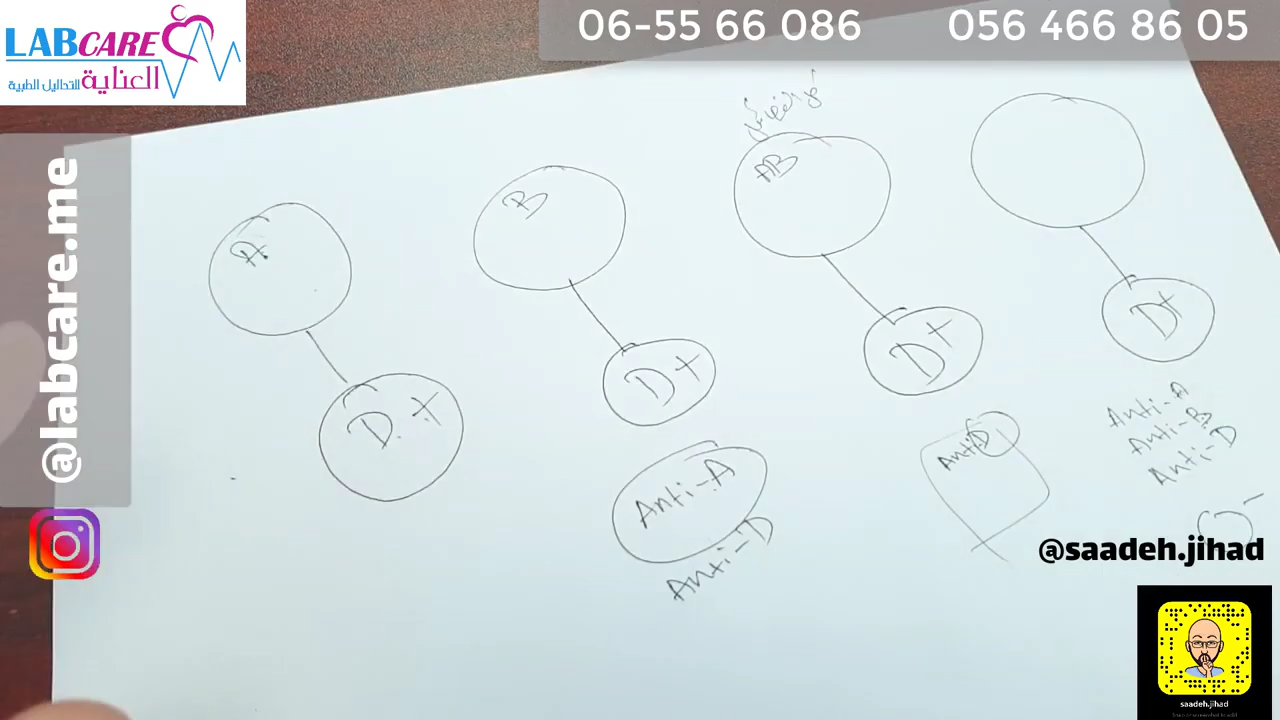 LABCARE
العناية للتحاليل الطبية
06-55 66 086
056 466 86 05
@labcare.me
A
D.+
B
D+
AB
D+
D+
Anti-A
Anti-D
Anti-D
Anti-A
Anti-B
Anti-D
O-
@saadeh.jihad
saadeh.jihad